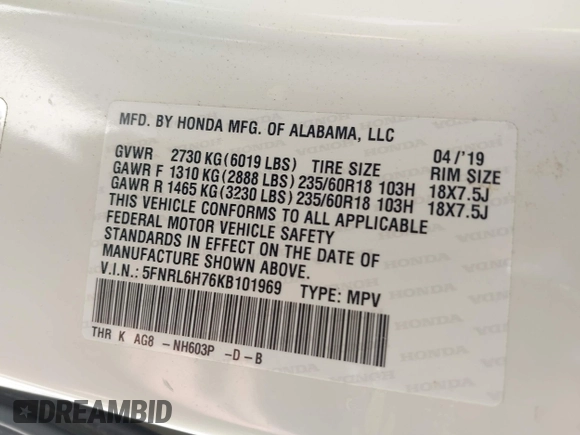 MFD. BY HONDA MFG. OF ALABAMA, LLC
GVWR 2730 KG (6019 LBS) TIRE SIZE 04/'19 RIM SIZE
GAWR F 1310 KG (2888 LBS) 235/60R18 103H 18X7.5J
GAWR R 1465 KG (3230 LBS) 235/60R18 103H 18X7.5J
THIS VEHICLE CONFORMS TO ALL APPLICABLE
FEDERAL MOTOR VEHICLE SAFETY
STANDARDS IN EFFECT ON THE DATE OF
MANUFACTURE SHOWN ABOVE.
V.I.N.: 5FNRL6H76KB101969 TYPE: MPV
THR K AG8 -NH603P -D-B
DREAMBID